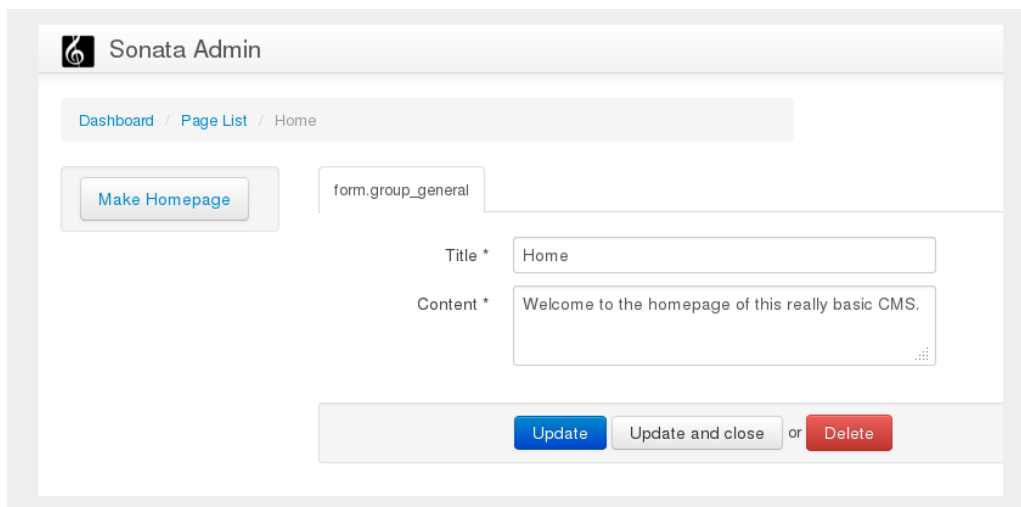 Sonata Admin
Dashboard / Page List / Home
Make Homepage
form.group_general
Title * Home
Content * Welcome to the homepage of this really basic CMS.
Update Update and close or Delete